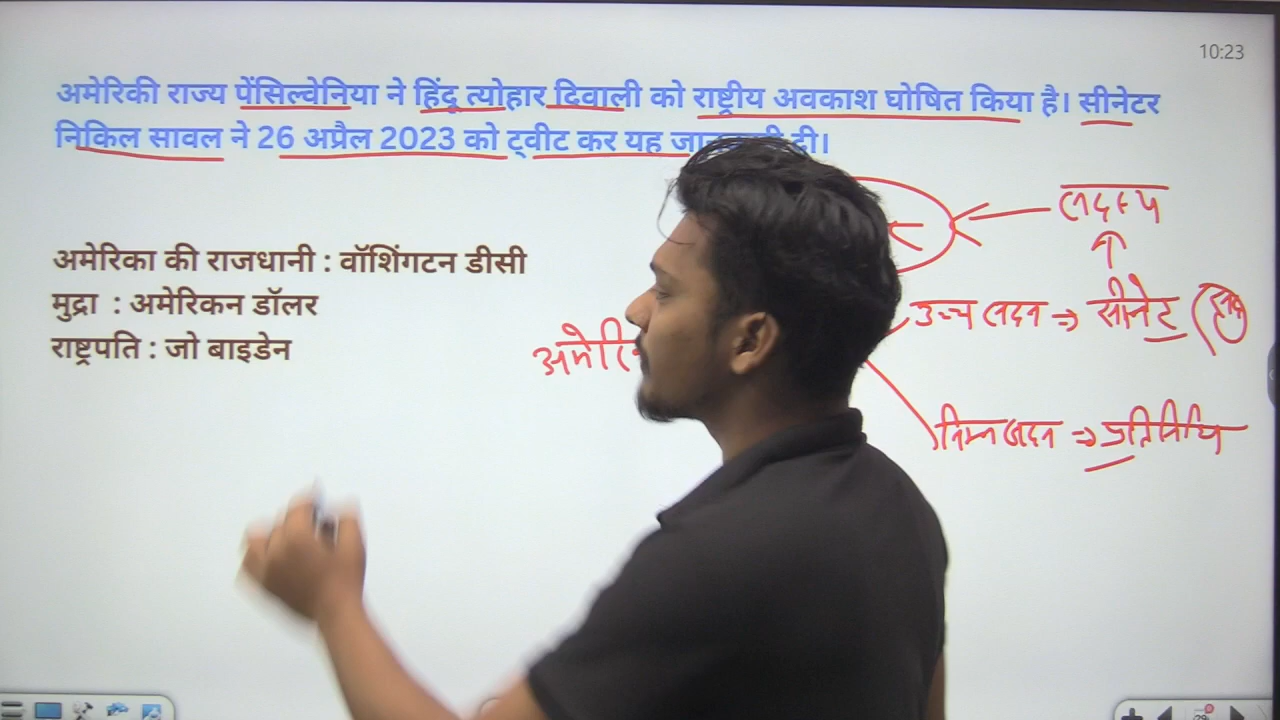 10:23
अमेरिकी राज्य पेंसिल्वेनिया ने हिंदू त्योहार दिवाली को राष्ट्रीय अवकाश घोषित किया है। सीनेटर
निकिल सावल ने 26 अप्रैल 2023 को ट्वीट कर यह दी।
सदस्य
अमेरिका की राजधानी : वॉशिंगटन डीसी
मुद्रा : अमेरिकन डॉलर
उच्च सदन ⇒ सीनेट
राष्ट्रपति : जो बाइडेन
निम्न सदन ⇒ प्रतिनिधि